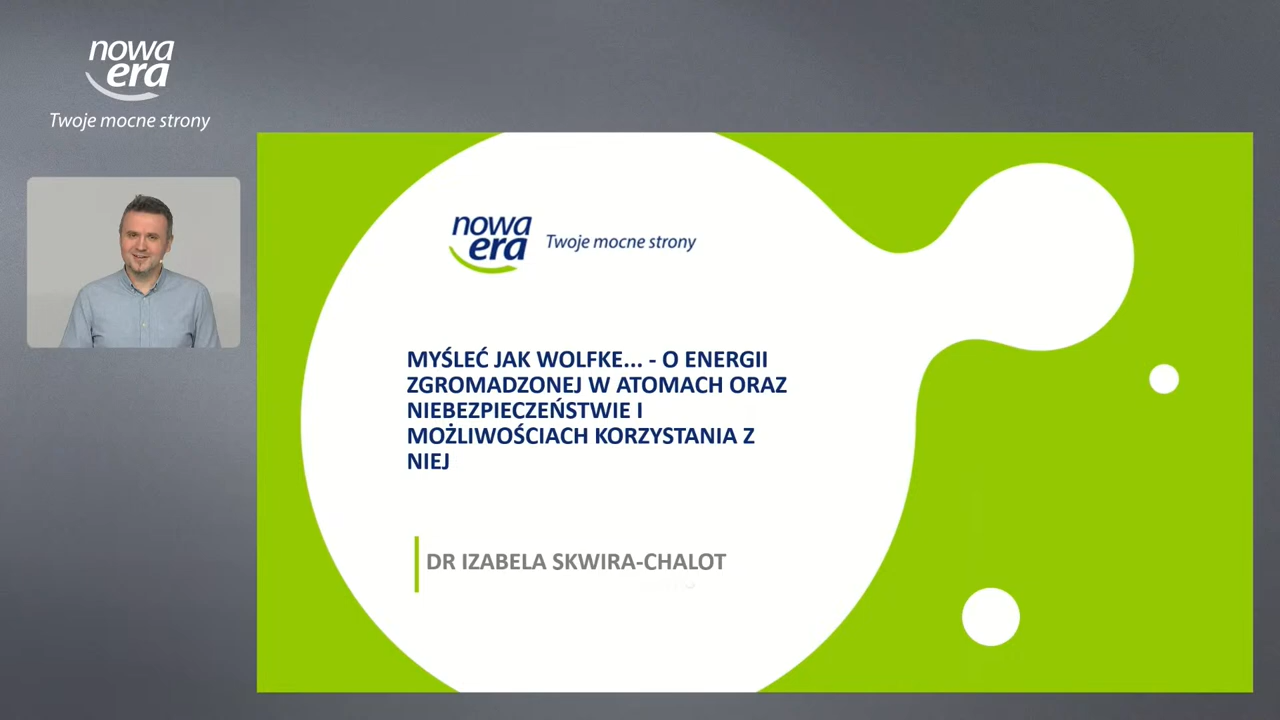 nowa
era
Twoje mocne strony
nowa
era
Twoje mocne strony
MYŚLEĆ JAK WOLFKE... - O ENERGII
ZGROMADZONEJ W ATOMACH ORAZ
NIEBEZPIECZEŃSTWIE I
MOŻLIWOŚCIACH KORZYSTANIA Z
NIEJ
DR IZABELA SKWIRA-CHALOT